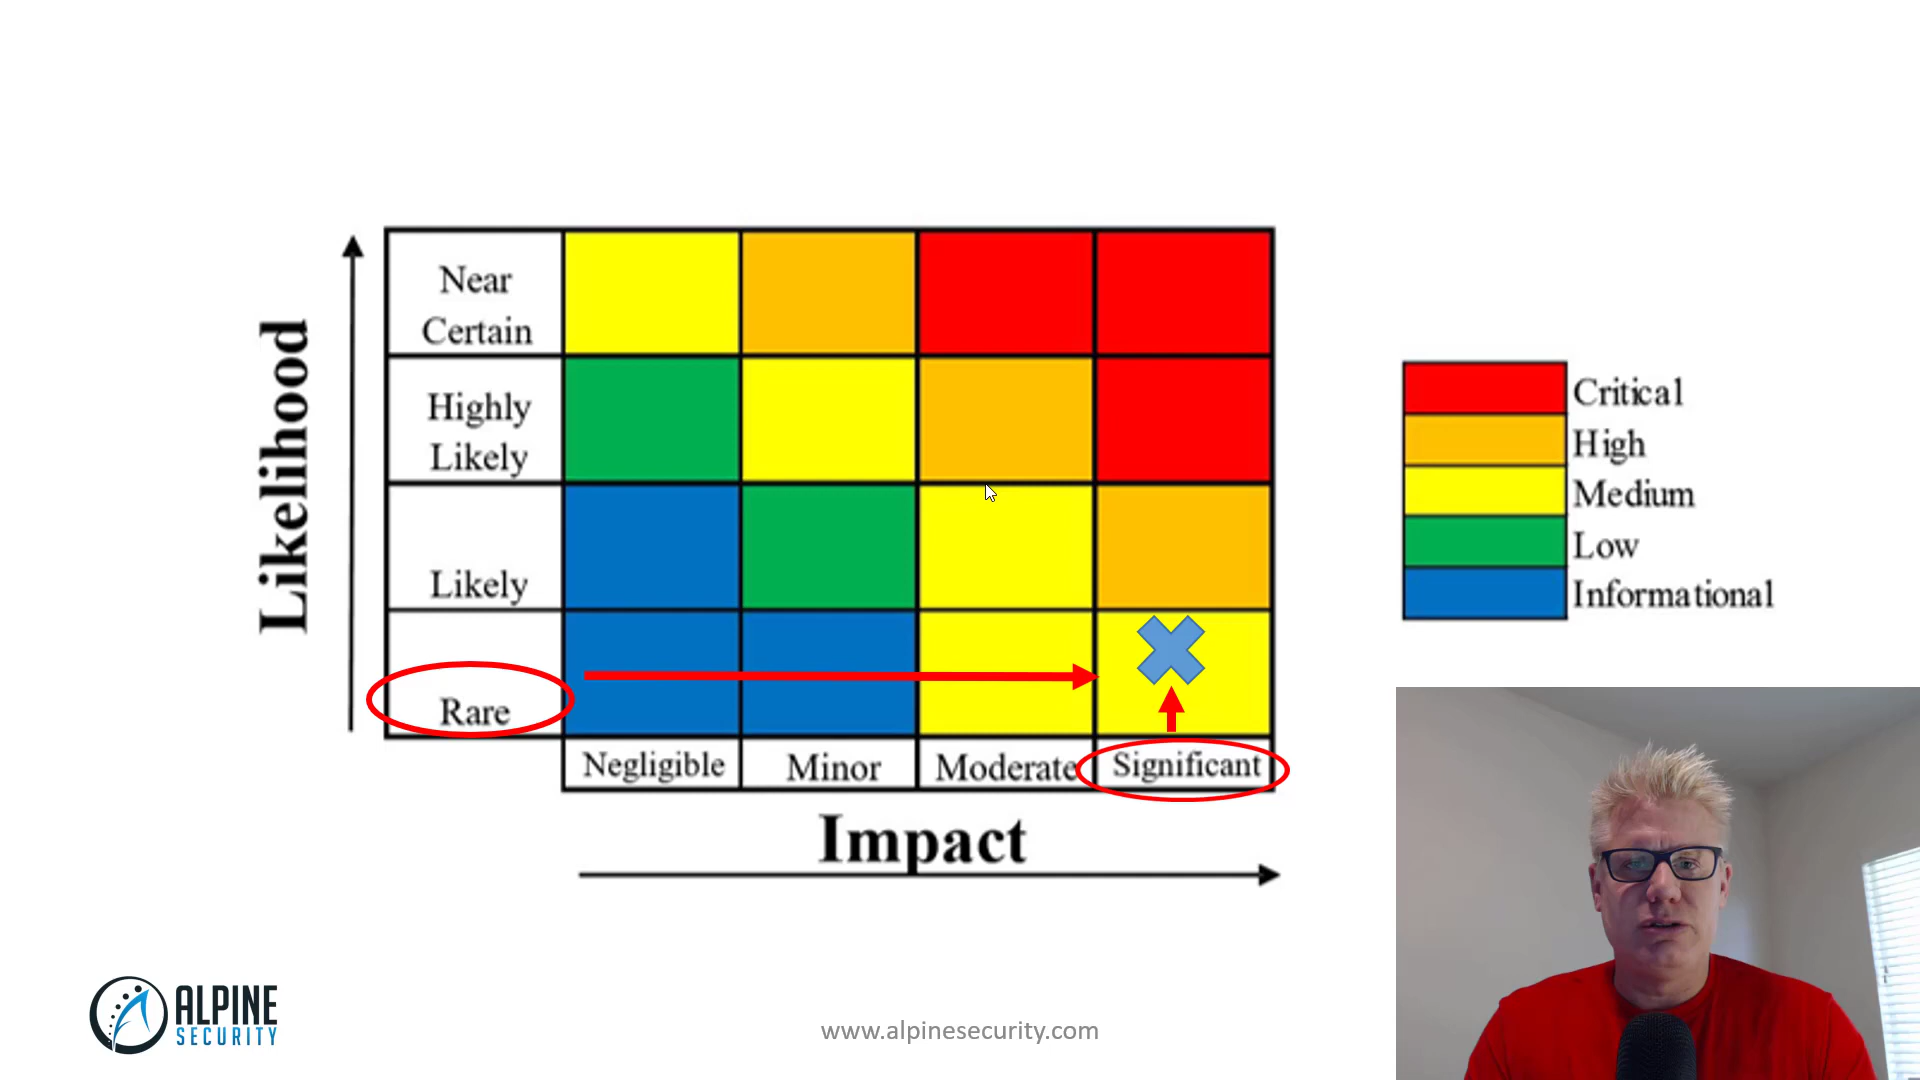 Likelihood
Near
Certain
Highly
Likely
Likely
Rare
Negligible
Minor
Moderate
Significant
Impact
Critical
High
Medium
Low
Informational
ALPINE
SECURITY
www.alpinesecurity.com